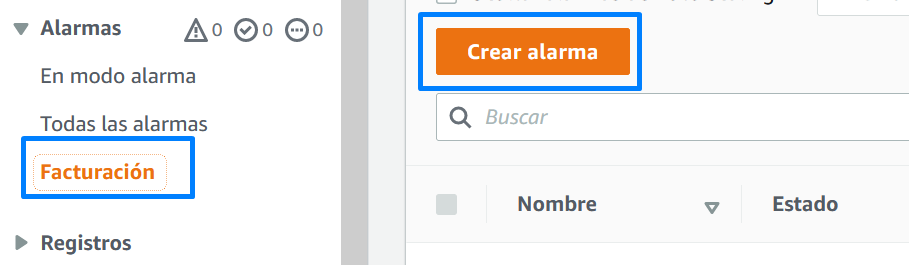 Alarmas 0 0 0
En modo alarma
Todas las alarmas
Facturación
Registros
Crear alarma
Buscar
Nombre Estado